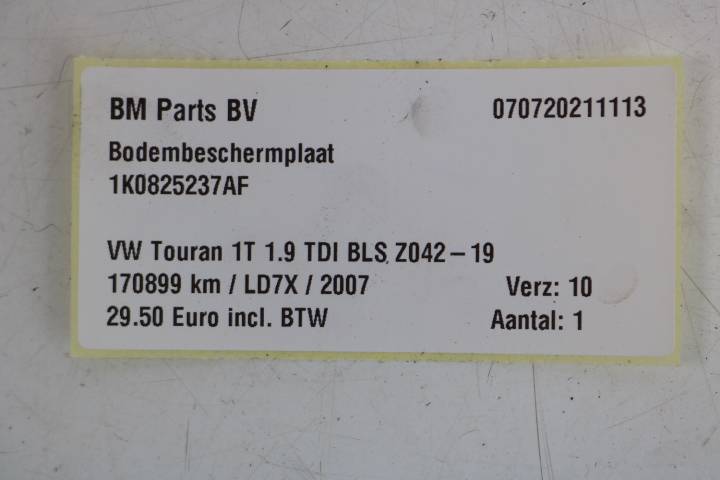 BM Parts BV 070720211113
Bodembeschermplaat
1K0825237AF
VW Touran 1T 1.9 TDI BLS, Z042-19
170899 km / LD7X / 2007 Verz: 10
29.50 Euro incl. BTW Aantal: 1